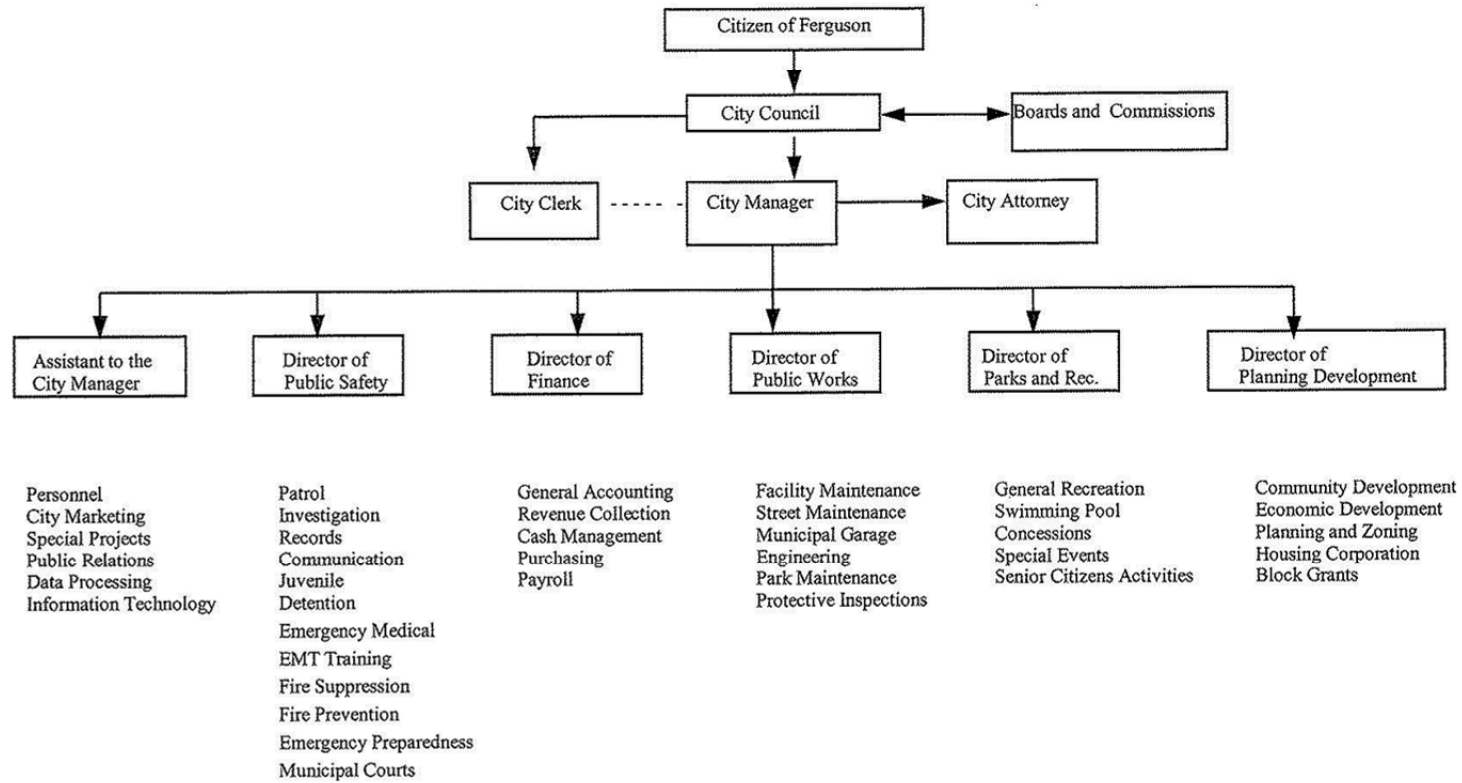 Citizen of Ferguson
City Council
Boards and Commissions
City Clerk
City Manager
City Attorney
Assistant to the
City Manager
Director of
Public Safety
Director of
Finance
Director of
Public Works
Director of
Parks and Rec.
Director of
Planning Development
Personnel
City Marketing
Special Projects
Public Relations
Data Processing
Information Technology
Patrol
Investigation
Records
Communication
Juvenile
Detention
Emergency Medical
EMT Training
Fire Suppression
Fire Prevention
Emergency Preparedness
Municipal Courts
General Accounting
Revenue Collection
Cash Management
Purchasing
Payroll
Facility Maintenance
Street Maintenance
Municipal Garage
Engineering
Park Maintenance
Protective Inspections
General Recreation
Swimming Pool
Concessions
Special Events
Senior Citizens Activities
Community Development
Economic Development
Planning and Zoning
Housing Corporation
Block Grants